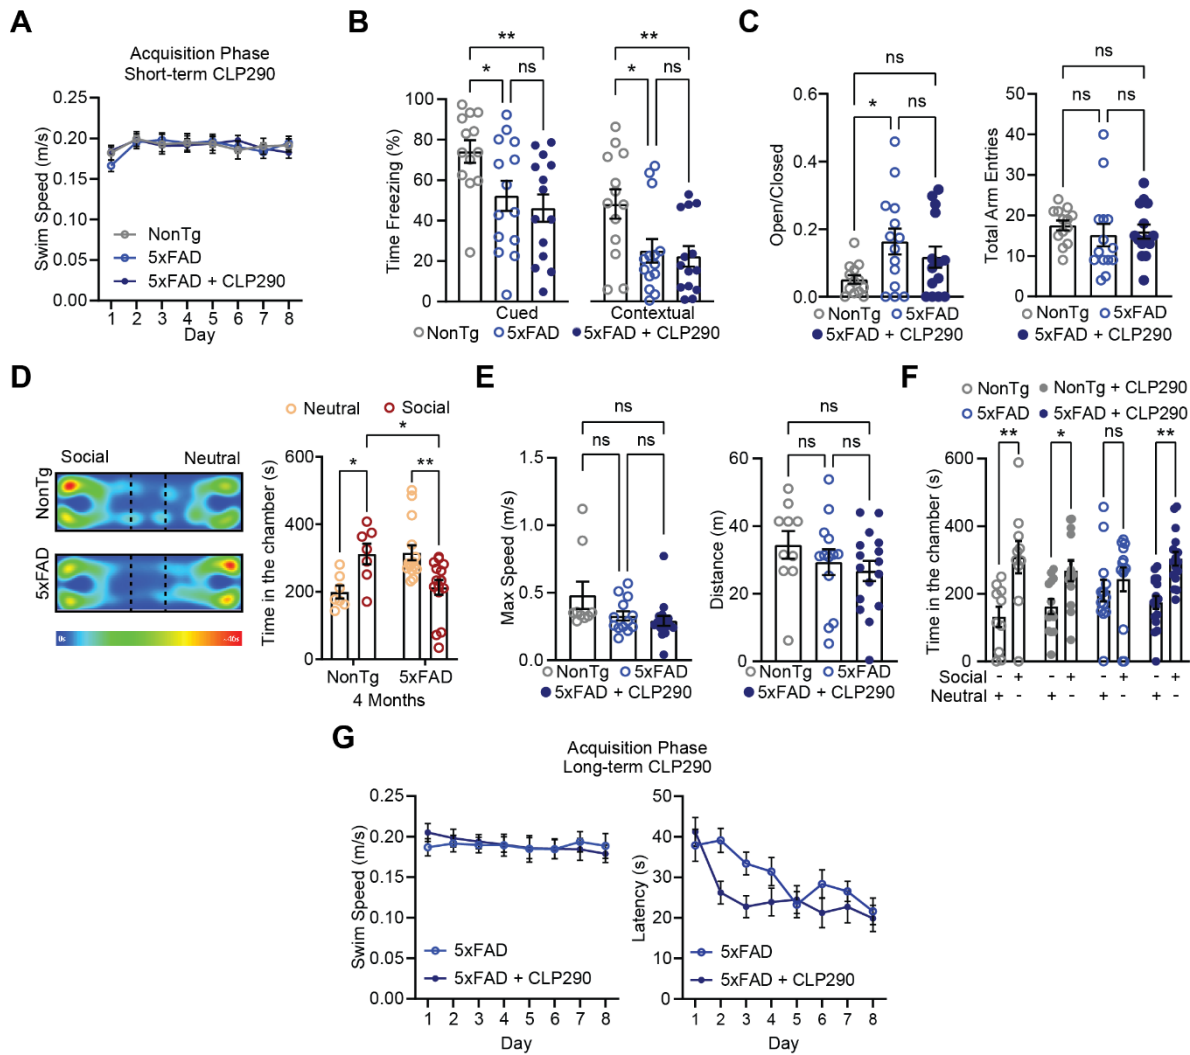 A
Acquisition Phase
Short-term CLP290
Swim Speed (m/s)
0.25
0.20
0.15
0.10
0.05
0.00
NonTg
5xFAD
5xFAD + CLP290
1 2 3 4 5 6 7 8
Day
B
Time Freezing (%)
100
80
60
40
20
0
**
* ns
**
* ns
Cued Contextual
NonTg 5xFAD 5xFAD + CLP290
C
Open/Closed
0.6
0.4
0.2
0.0
ns
* ns
NonTg 5xFAD
5xFAD + CLP290
Total Arm Entries
50
40
30
20
10
0
ns
ns ns
NonTg 5xFAD
5xFAD + CLP290
D
Social Neutral
NonTg
5xFAD
Neutral Social
Time in the chamber (s)
600
400
200
0
*
* **
NonTg 5xFAD
4 Months
E
Max Speed (m/s)
1.5
1.0
0.5
0.0
ns
ns ns
NonTg 5xFAD
5xFAD + CLP290
Distance (m)
60
40
20
0
ns
ns ns
NonTg 5xFAD
5xFAD + CLP290
F
NonTg NonTg + CLP290
5xFAD 5xFAD + CLP290
Time in the chamber (s)
600
400
200
0
** * ns **
Social - + - + - + - +
Neutral + - + - + - + -
G
Acquisition Phase
Long-term CLP290
Swim Speed (m/s)
0.25
0.20
0.15
0.10
0.05
0.00
5xFAD
5xFAD + CLP290
1 2 3 4 5 6 7 8
Day
Latency (s)
50
40
30
20
10
0
5xFAD
5xFAD + CLP290
1 2 3 4 5 6 7 8
Day